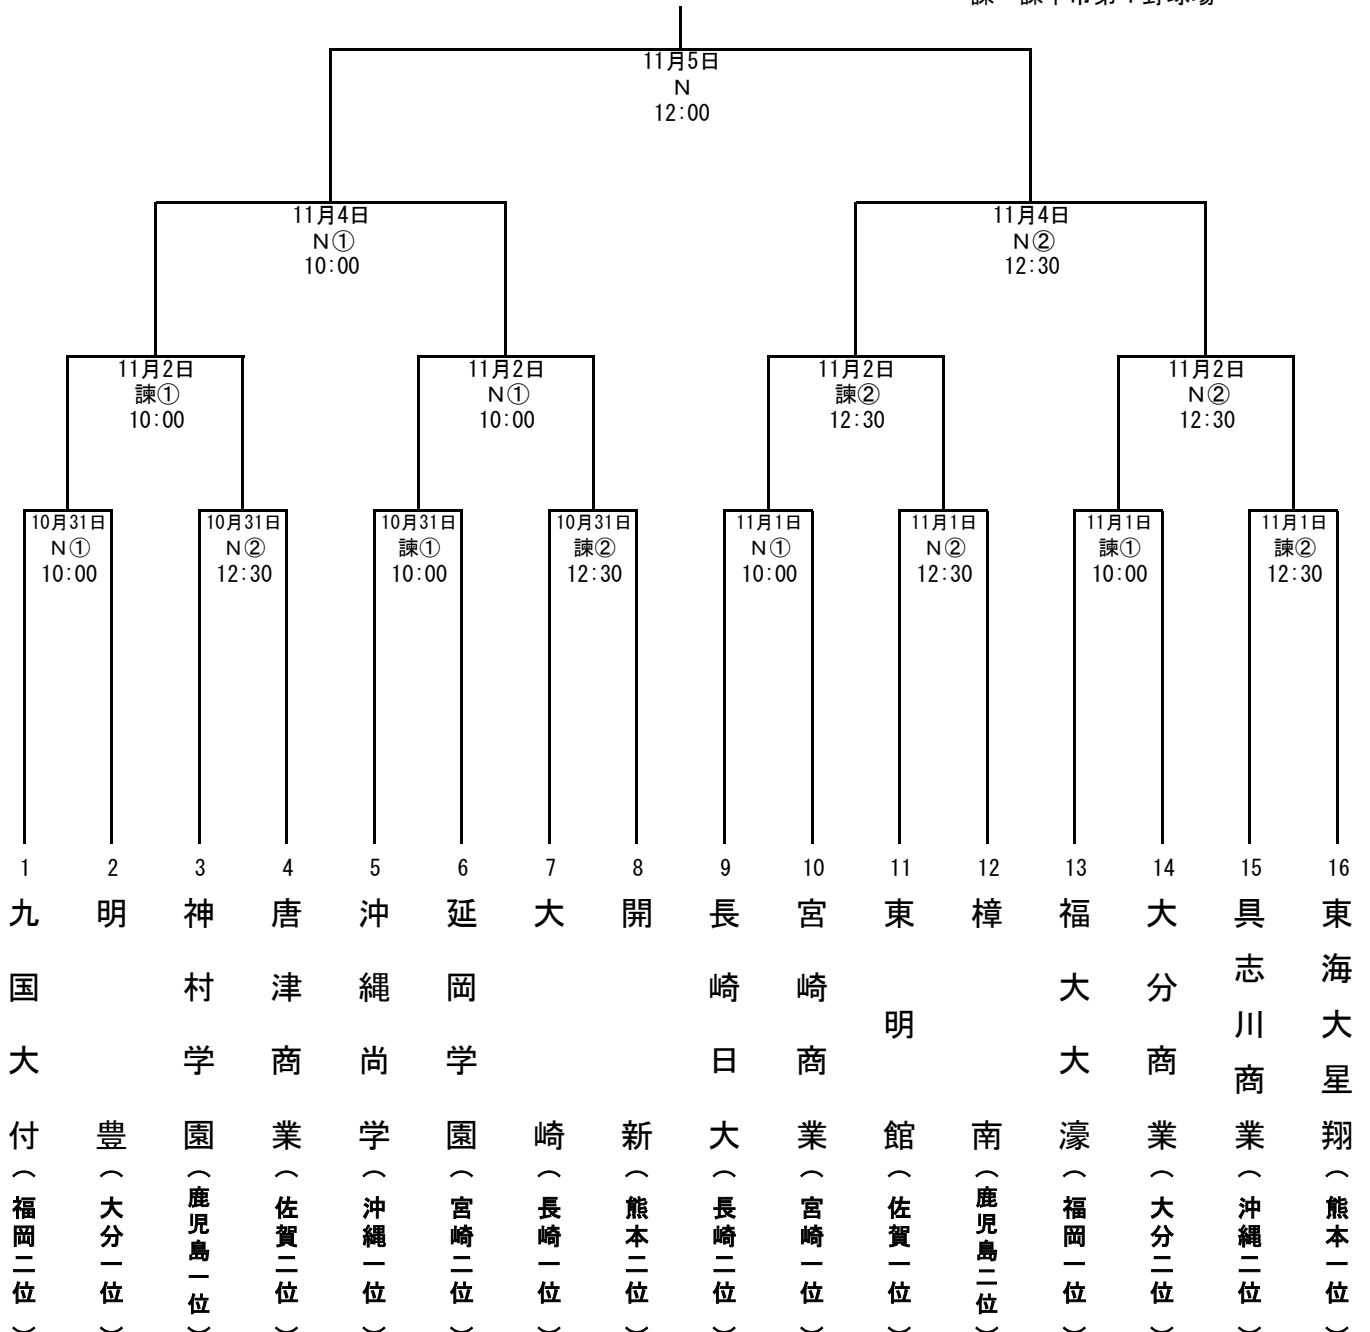 11月5日
N
12:00
11月4日
N①
10:00
11月4日
N②
12:30
11月2日
諫①
10:00
11月2日
N①
10:00
11月2日
諫②
12:30
11月2日
N②
12:30
10月31日
N①
10:00
10月31日
N②
12:30
10月31日
諫①
10:00
10月31日
諫②
12:30
11月1日
N①
10:00
11月1日
N②
12:30
11月1日
諫①
10:00
11月1日
諫②
12:30
1
九国大付(福岡二位)
2
明豊(大分一位)
3
神村学園(鹿児島一位)
4
唐津商業(佐賀二位)
5
沖縄尚学(沖縄一位)
6
延岡学園(宮崎二位)
7
大崎(長崎一位)
8
開新(熊本二位)
9
長崎日大(長崎二位)
10
宮崎商業(宮崎一位)
11
東明館(佐賀一位)
12
樟南(鹿児島二位)
13
福大大濠(福岡一位)
14
大分商業(大分二位)
15
具志川商業(沖縄二位)
16
東海大星翔(熊本一位)